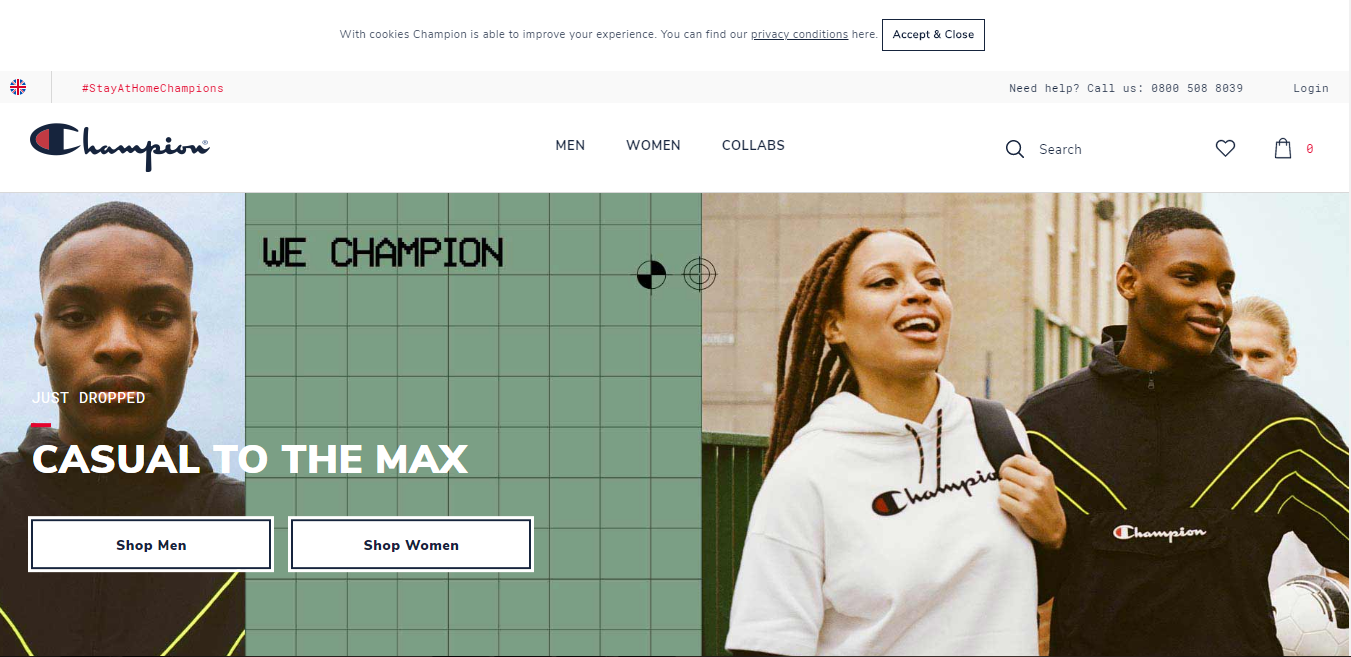 With cookies Champion is able to improve your experience. You can find our privacy conditions here. Accept & Close
#StayAtHomeChampions
Need help? Call us: 0800 508 8039
Login
Champion®
MEN
WOMEN
COLLABS
Search
0
WE CHAMPION
JUST DROPPED
CASUAL TO THE MAX
Shop Men
Shop Women
Champion
Champion